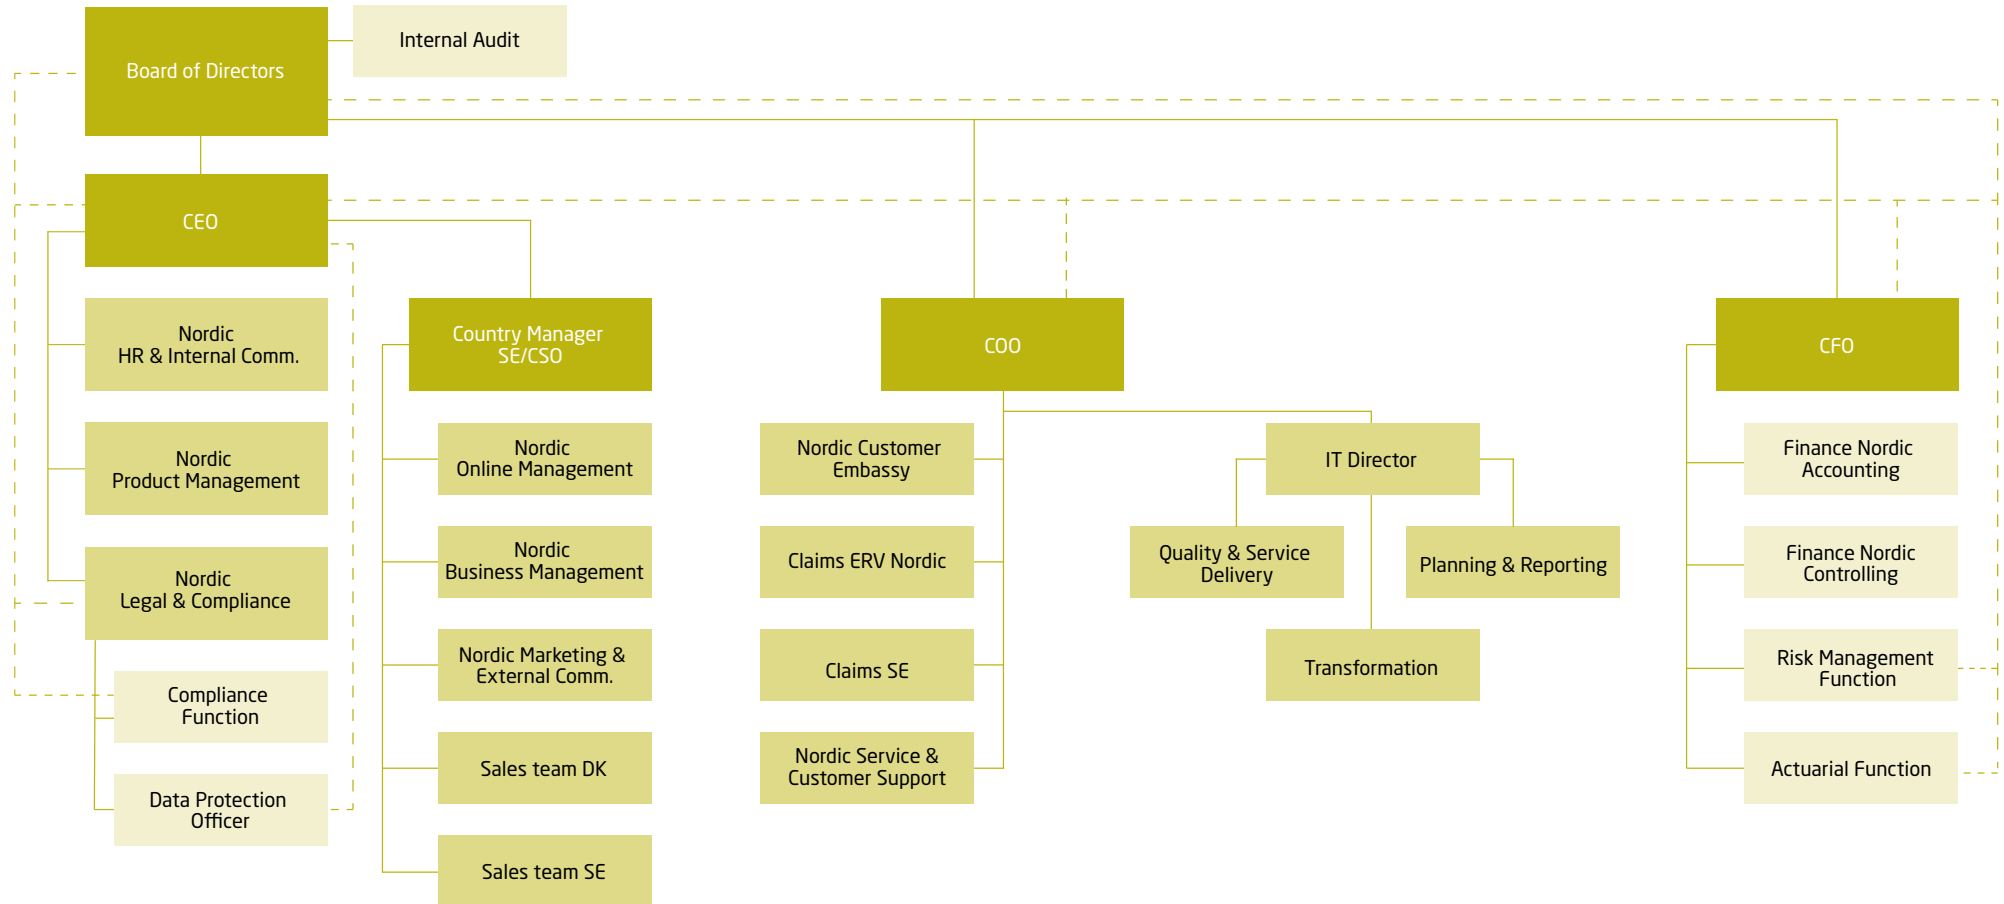 Internal Audit
Board of Directors
CEO
Nordic
HR & Internal Comm.
Nordic
Product Management
Nordic
Legal & Compliance
Compliance
Function
Data Protection
Officer
Country Manager
SE/CSO
Nordic
Online Management
Nordic
Business Management
Nordic Marketing &
External Comm.
Sales team DK
Sales team SE
COO
Nordic Customer
Embassy
Claims ERV Nordic
Claims SE
Nordic Service &
Customer Support
IT Director
Quality & Service
Delivery
Planning & Reporting
Transformation
CFO
Finance Nordic
Accounting
Finance Nordic
Controlling
Risk Management
Function
Actuarial Function